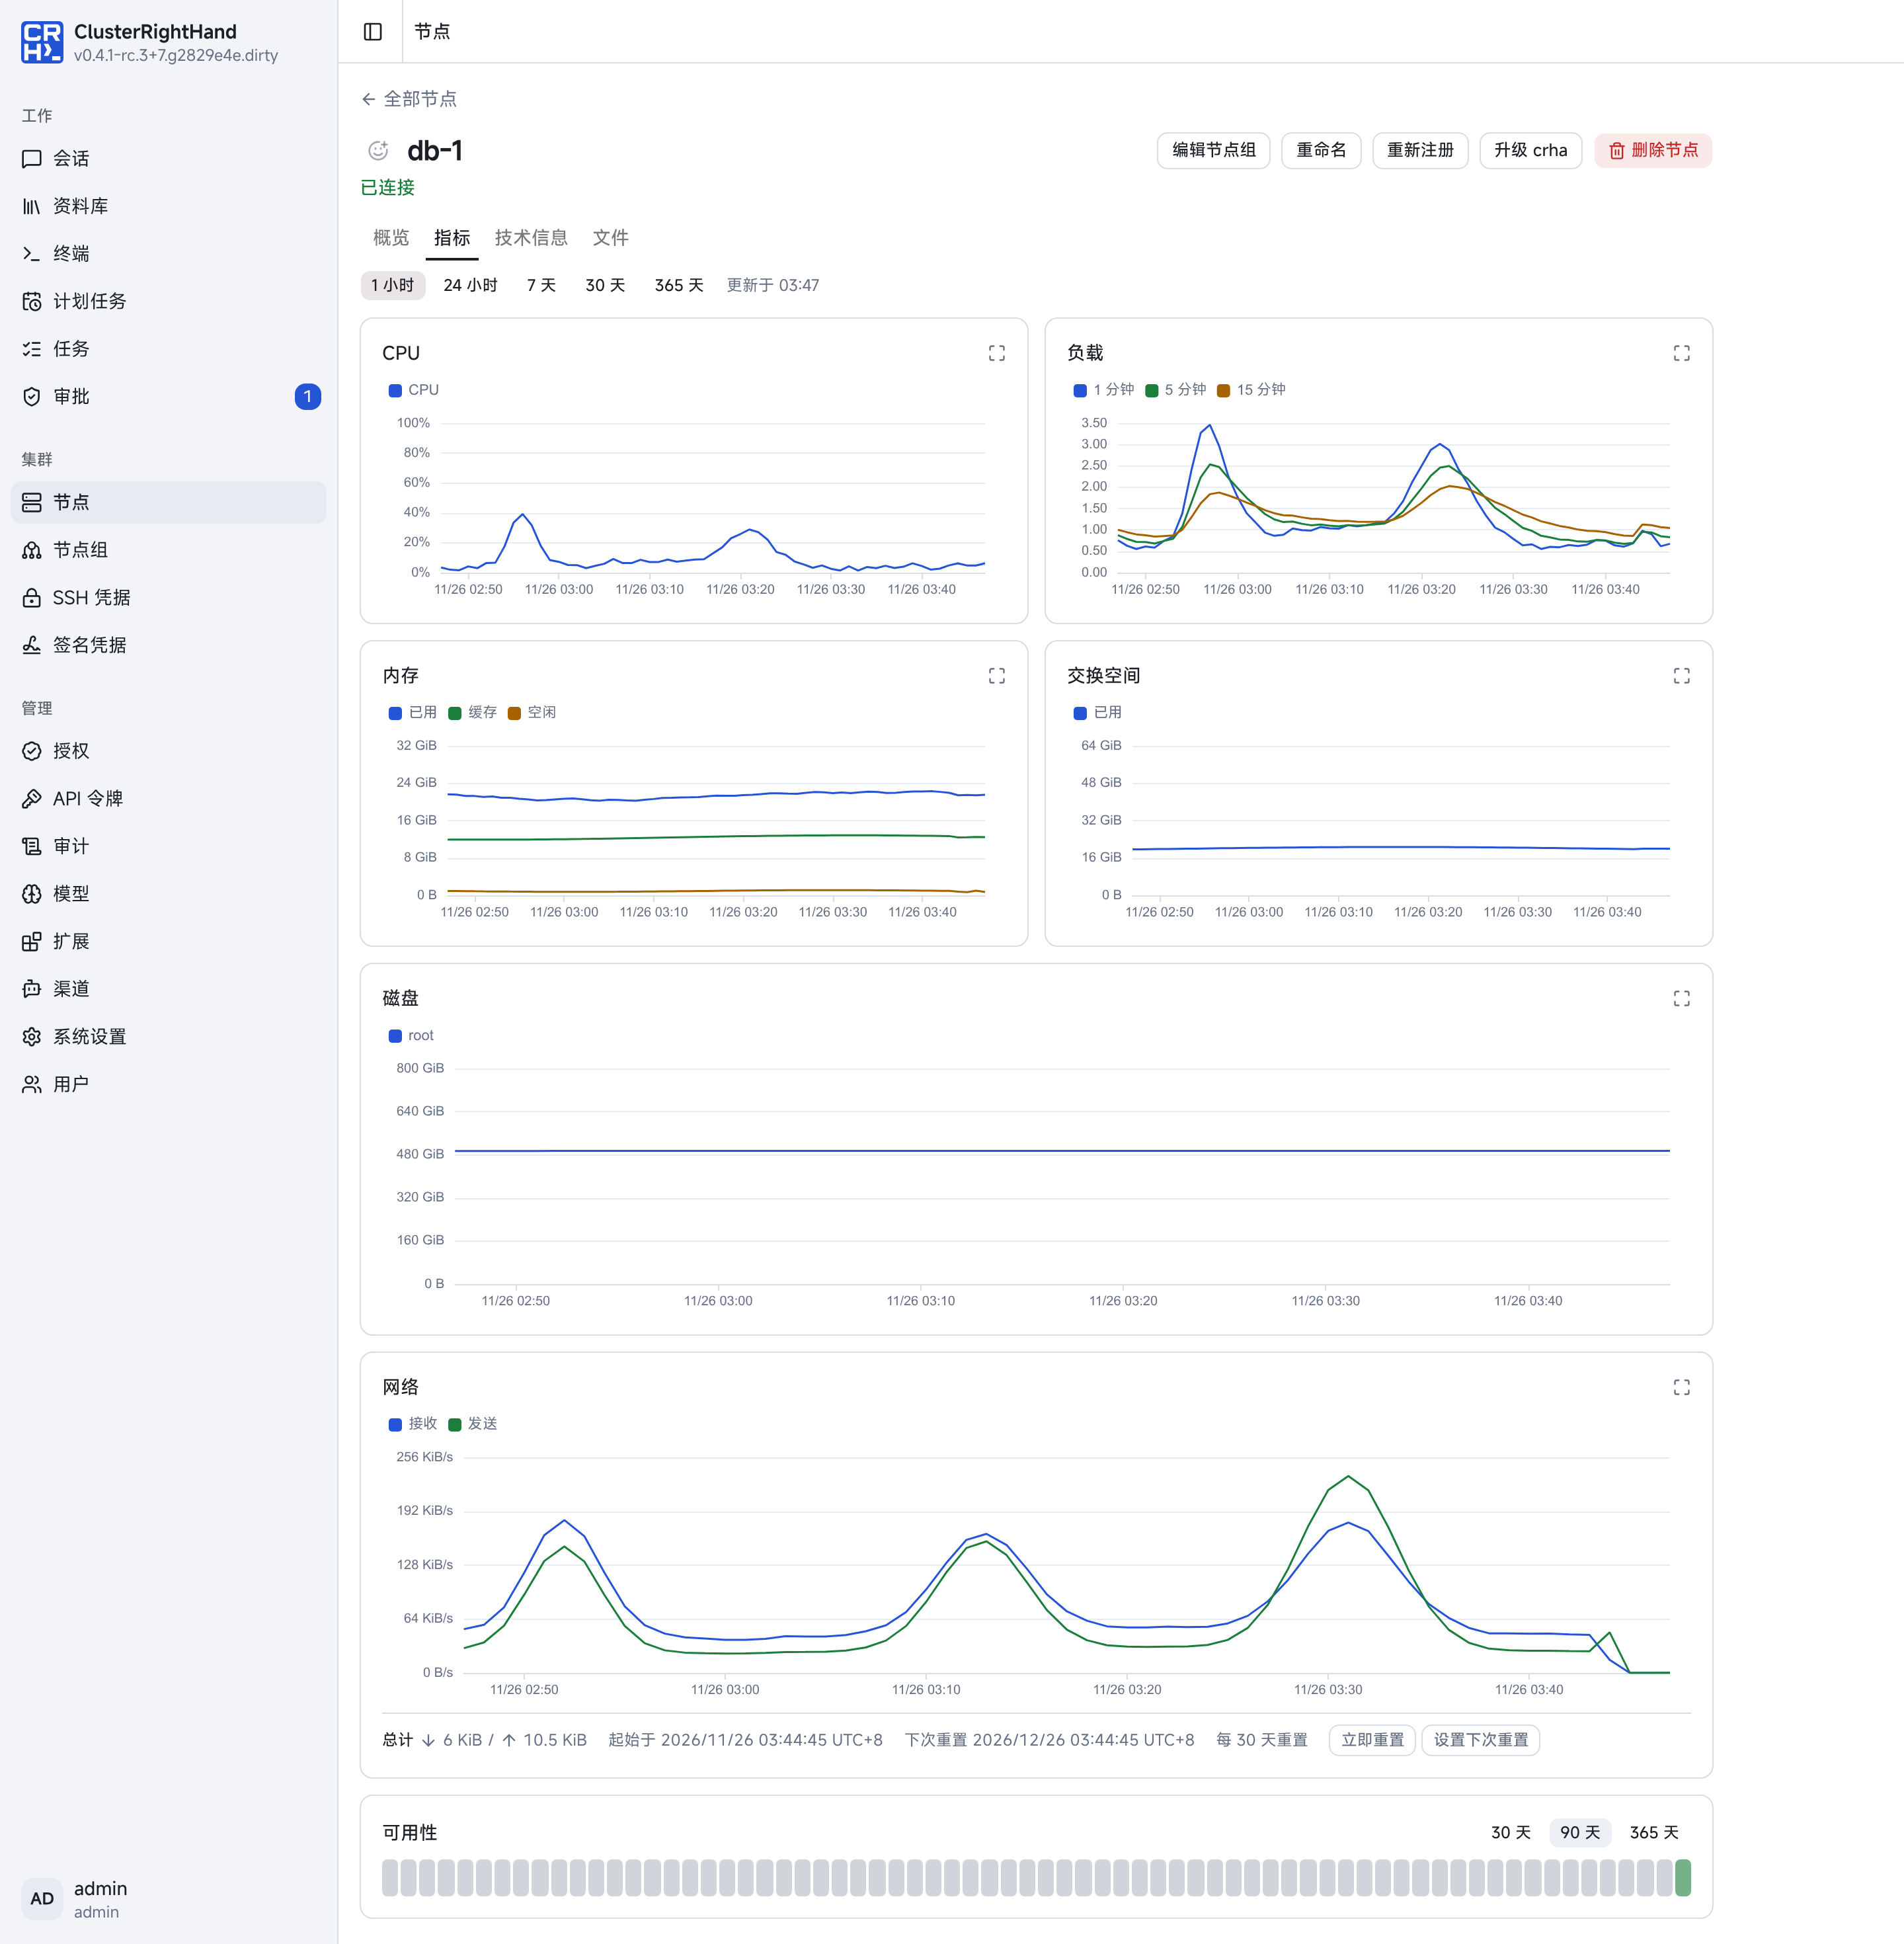 ClusterRightHand
v0.4.1-rc.3+7.g2829e4e.dirty
工作
会话
资料库
终端
计划任务
任务
审批 1
集群
节点
节点组
SSH 凭据
签名凭据
管理
授权
API 令牌
审计
模型
扩展
渠道
系统设置
用户
AD
admin
admin
节点
全部节点
db-1
已连接
编辑节点组 重命名 重新注册 升级 crha 删除节点
概览 指标 技术信息 文件
1 小时 24 小时 7 天 30 天 365 天 更新于 03:47
CPU
CPU
100%
80%
60%
40%
20%
0%
11/26 02:50 11/26 03:00 11/26 03:10 11/26 03:20 11/26 03:30 11/26 03:40
负载
1 分钟 5 分钟 15 分钟
3.50
3.00
2.50
2.00
1.50
1.00
0.50
0.00
11/26 02:50 11/26 03:00 11/26 03:10 11/26 03:20 11/26 03:30 11/26 03:40
内存
已用 缓存 空闲
32 GiB
24 GiB
16 GiB
8 GiB
0 B
11/26 02:50 11/26 03:00 11/26 03:10 11/26 03:20 11/26 03:30 11/26 03:40
交换空间
已用
64 GiB
48 GiB
32 GiB
16 GiB
0 B
11/26 02:50 11/26 03:00 11/26 03:10 11/26 03:20 11/26 03:30 11/26 03:40
磁盘
root
800 GiB
640 GiB
480 GiB
320 GiB
160 GiB
0 B
11/26 02:50 11/26 03:00 11/26 03:10 11/26 03:20 11/26 03:30 11/26 03:40
网络
接收 发送
256 KiB/s
192 KiB/s
128 KiB/s
64 KiB/s
0 B/s
11/26 02:50 11/26 03:00 11/26 03:10 11/26 03:20 11/26 03:30 11/26 03:40
总计 ↓ 6 KiB / ↑ 10.5 KiB 起始于 2026/11/26 03:44:45 UTC+8 下次重置 2026/12/26 03:44:45 UTC+8 每 30 天重置 立即重置 设置下次重置
可用性
30 天 90 天 365 天